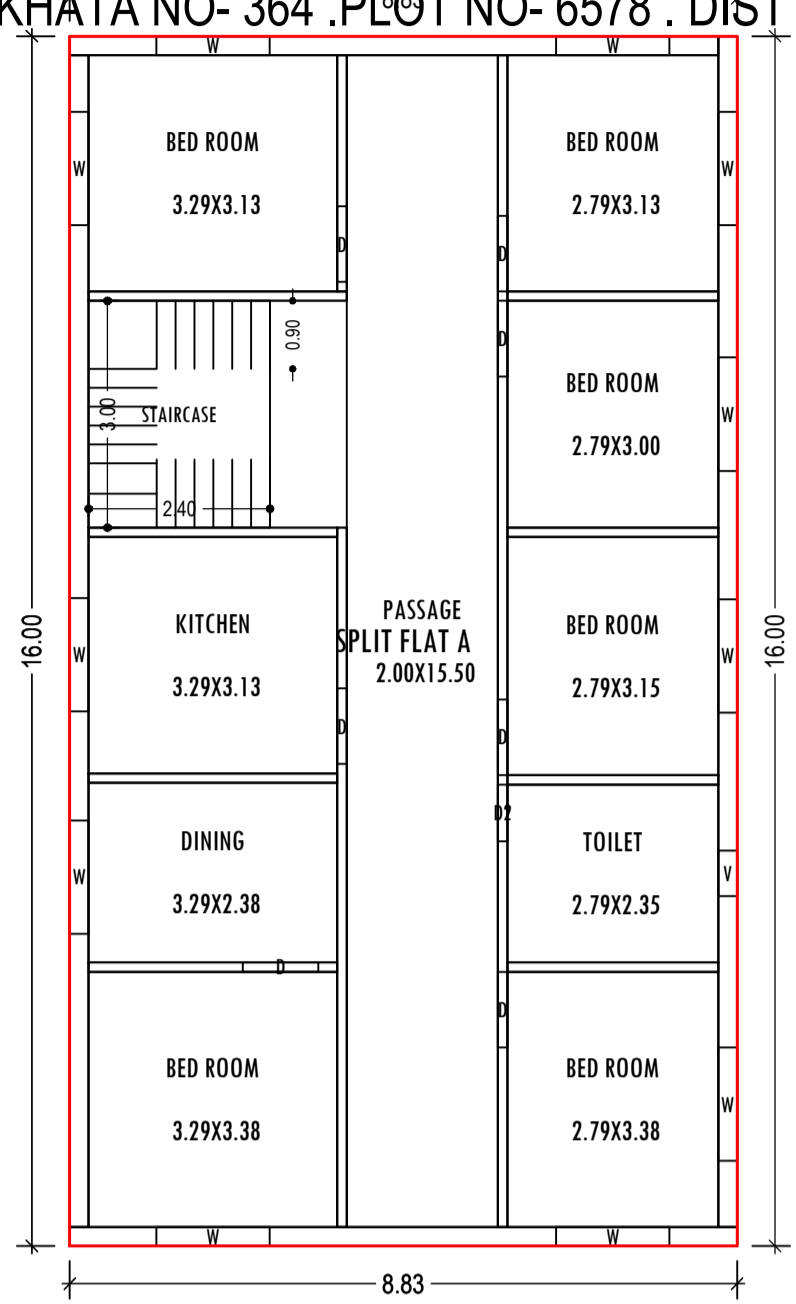 KHATA NO- 364 .PLOT NO- 6578 . DIST
W W
BED ROOM
3.29X3.13
BED ROOM
2.79X3.13
W
W
D
D
0.90
D
3.00
STAIRCASE
2.40
BED ROOM
2.79X3.00
W
16.00
16.00
KITCHEN
3.29X3.13
W
PASSAGE
SPLIT FLAT A
2.00X15.50
BED ROOM
2.79X3.15
W
D
D
D2
DINING
3.29X2.38
W
TOILET
2.79X2.35
V
D
D
BED ROOM
3.29X3.38
BED ROOM
2.79X3.38
W
W W
8.83